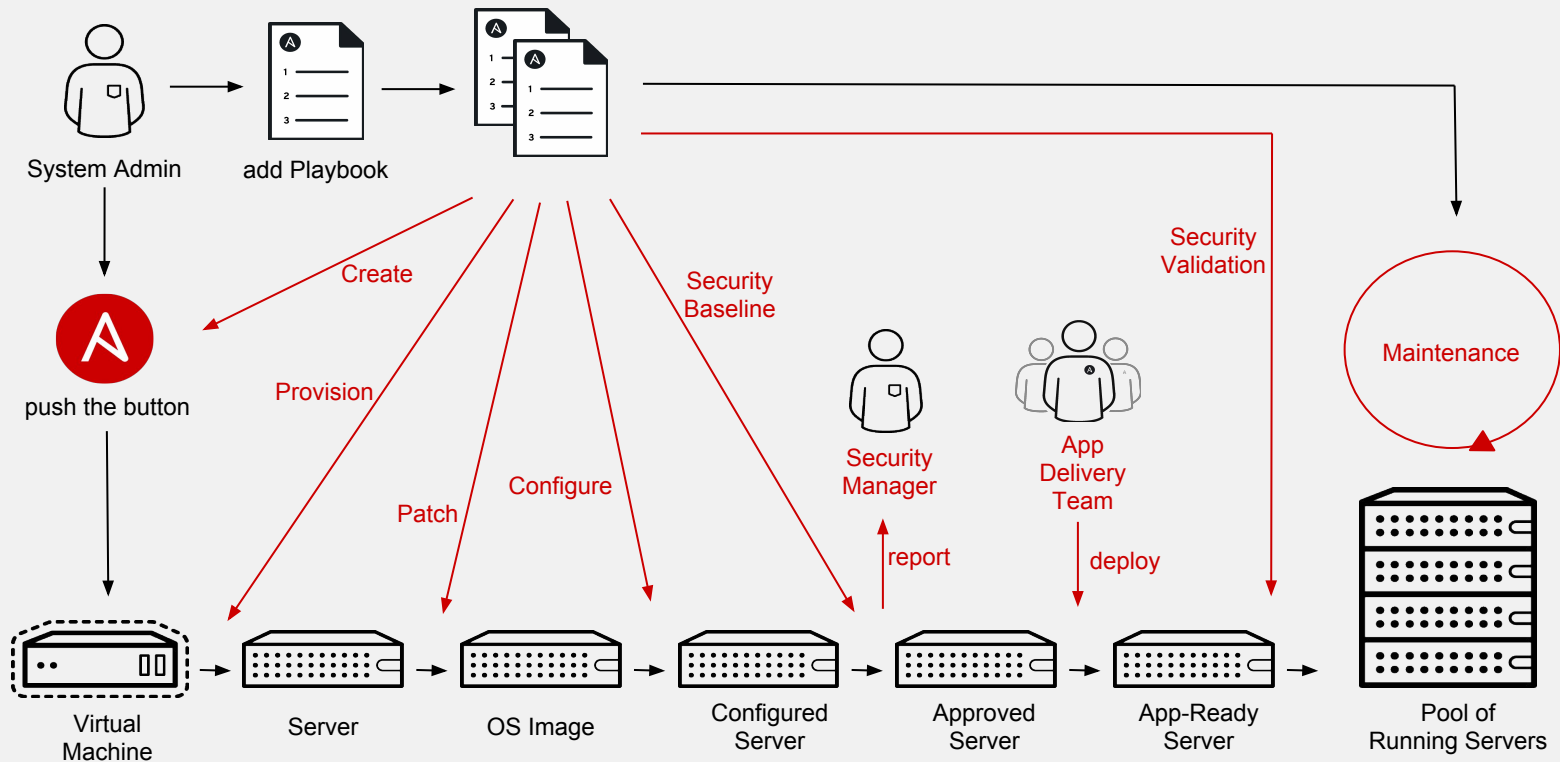 1
2
3
1
2
3
1
2
3
System Admin
add Playbook
Create
Security
Baseline
Security
Validation
Maintenance
push the button
Provision
Patch
Configure
Security
Manager
App
Delivery
Team
report
deploy
Virtual
Machine
Server
OS Image
Configured
Server
Approved
Server
App-Ready
Server
Pool of
Running Servers